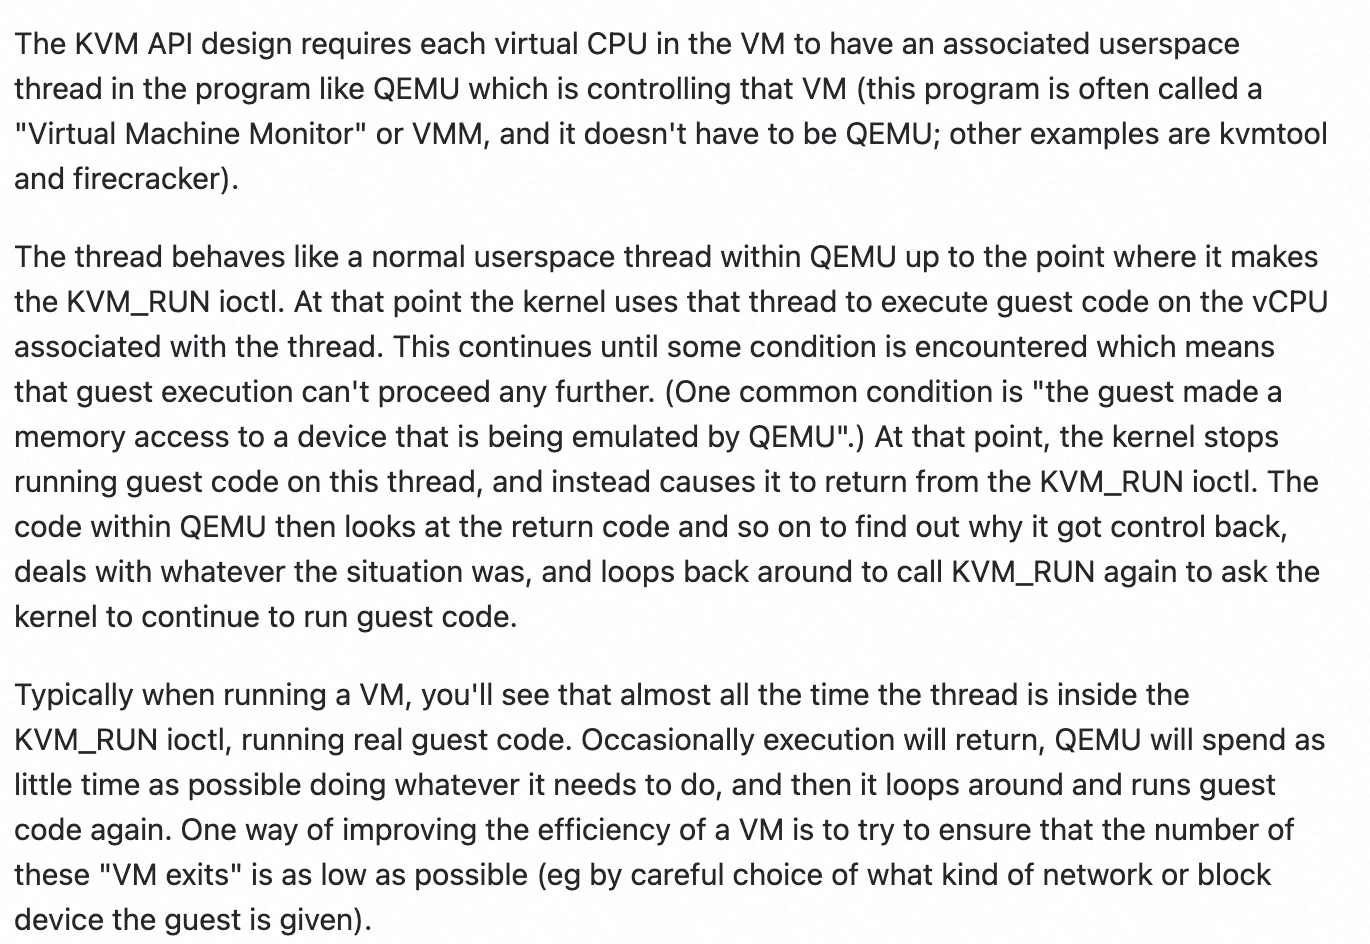 The KVM API design requires each virtual CPU in the VM to have an associated userspace
thread in the program like QEMU which is controlling that VM (this program is often called a
"Virtual Machine Monitor" or VMM, and it doesn't have to be QEMU; other examples are kvmtool
and firecracker).
The thread behaves like a normal userspace thread within QEMU up to the point where it makes
the KVM_RUN ioctl. At that point the kernel uses that thread to execute guest code on the vCPU
associated with the thread. This continues until some condition is encountered which means
that guest execution can't proceed any further. (One common condition is "the guest made a
memory access to a device that is being emulated by QEMU".) At that point, the kernel stops
running guest code on this thread, and instead causes it to return from the KVM_RUN ioctl. The
code within QEMU then looks at the return code and so on to find out why it got control back,
deals with whatever the situation was, and loops back around to call KVM_RUN again to ask the
kernel to continue to run guest code.
Typically when running a VM, you'll see that almost all the time the thread is inside the
KVM_RUN ioctl, running real guest code. Occasionally execution will return, QEMU will spend as
little time as possible doing whatever it needs to do, and then it loops around and runs guest
code again. One way of improving the efficiency of a VM is to try to ensure that the number of
these "VM exits" is as low as possible (eg by careful choice of what kind of network or block
device the guest is given).